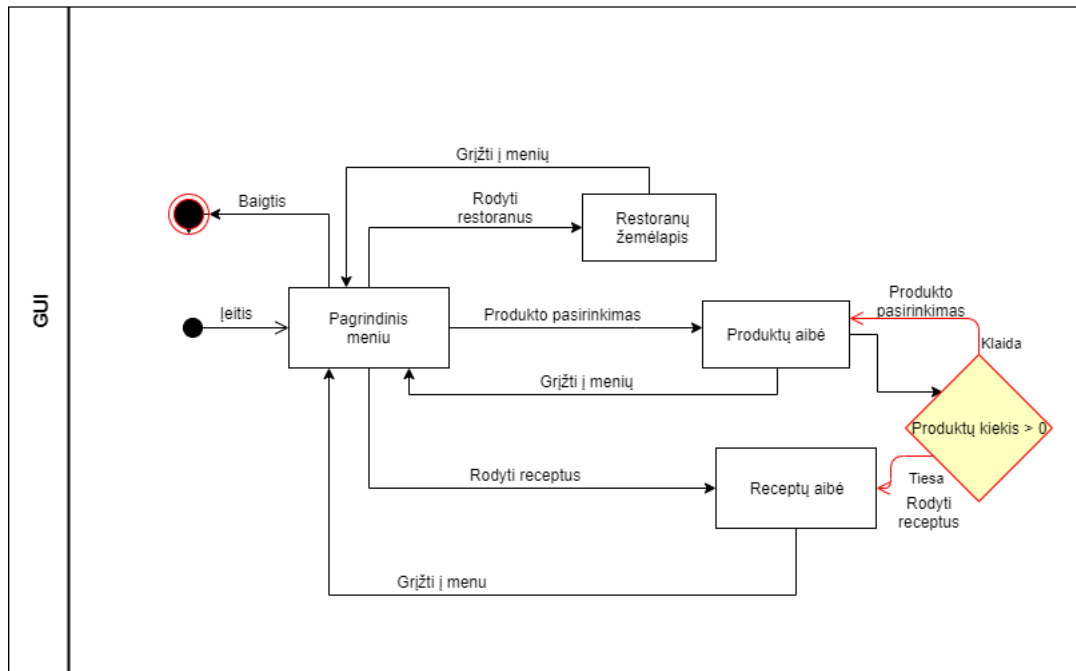 GUI
Grįžti į menių
Baigtis
Rodyti
restoranus
Restoranų
žemėlapis
Įeitis
Pagrindinis
meniu
Produkto pasirinkimas
Produktų aibė
Produkto
pasirinkimas
Klaida
Grįžti į menių
Produktų kiekis > 0
Rodyti receptus
Receptų aibė
Tiesa
Rodyti
receptus
Grįžti į menu